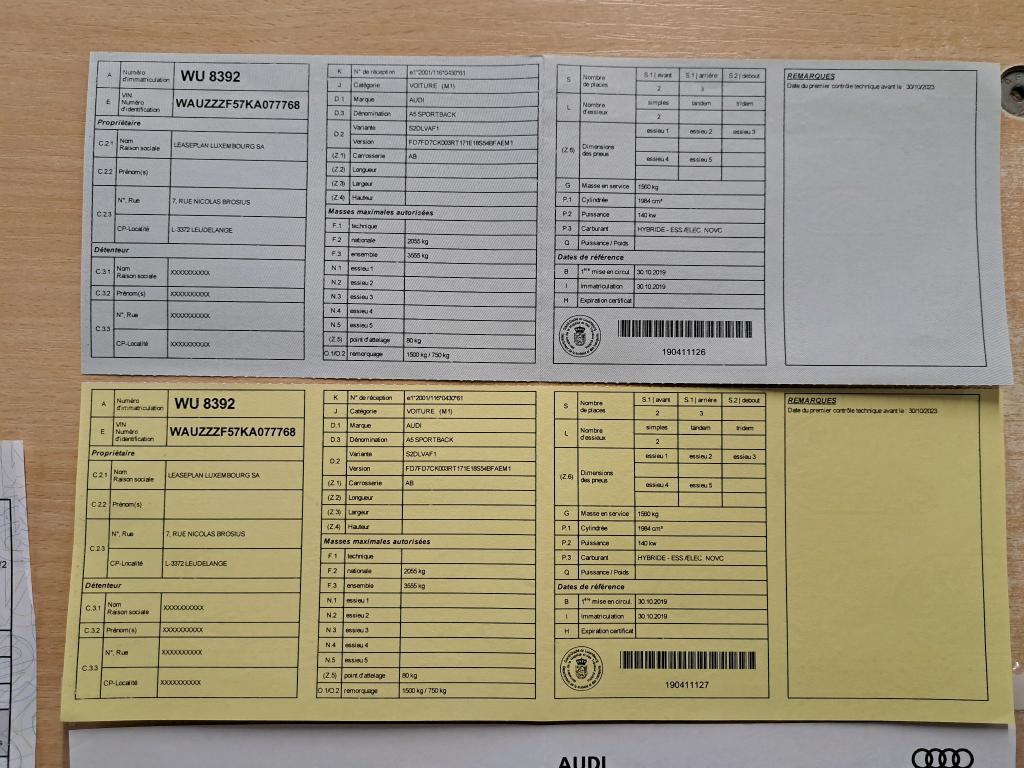 A Numéro d'immatriculation WU 8392
E VIN Numéro d'identification WAUZZZF57KA077768
Propriétaire
C.2.1 Nom Raison sociale LEASEPLAN LUXEMBOURG SA
C.2.2 Prénom(s)
C.2.3 N°, Rue 7, RUE NICOLAS BROSIUS
CP-Localité L-3372 LEUDELANGE
Détenteur
C.3.1 Nom Raison sociale XXXXXXXXXX
C.3.2 Prénom(s) XXXXXXXXXX
C.3.3 N°, Rue XXXXXXXXXX
CP-Localité XXXXXXXXXX
K N° de réception e1*2001/116*0430*61
J Catégorie VOITURE (M1)
D.1 Marque AUDI
D.3 Dénomination A5 SPORTBACK
D.2 Variante S2DLVAF1
Version FD7FD7CK003RT171E18S54BFAEM1
(Z.1) Carrosserie AB
(Z.2) Longueur
(Z.3) Largeur
(Z.4) Hauteur
Masses maximales autorisées
F.1 technique
F.2 nationale 2055 kg
F.3 ensemble 3555 kg
N.1 essieu 1
N.2 essieu 2
N.3 essieu 3
N.4 essieu 4
N.5 essieu 5
(Z.5) point d'attelage 80 kg
O.1/O.2 remorquage 1500 kg / 750 kg
S Nombre de places S.1 | avant S.1 | arrière S.2 | debout
2 3
L Nombre d'essieux simples tandem tridem
2
(Z.6) Dimensions des pneus essieu 1 essieu 2 essieu 3
essieu 4 essieu 5
G Masse en service 1560 kg
P.1 Cylindrée 1984 cm³
P.2 Puissance 140 kw
P.3 Carburant HYBRIDE - ESS./ELEC. NOVC
Q Puissance / Poids
Dates de référence
B 1ère mise en circul. 30.10.2019
I Immatriculation 30.10.2019
H Expiration certificat
190411126
REMARQUES
Date du premier contrôle technique avant le : 30/10/2023
A Numéro d'immatriculation WU 8392
E VIN Numéro d'identification WAUZZZF57KA077768
Propriétaire
C.2.1 Nom Raison sociale LEASEPLAN LUXEMBOURG SA
C.2.2 Prénom(s)
C.2.3 N°, Rue 7, RUE NICOLAS BROSIUS
CP-Localité L-3372 LEUDELANGE
Détenteur
C.3.1 Nom Raison sociale XXXXXXXXXX
C.3.2 Prénom(s) XXXXXXXXXX
C.3.3 N°, Rue XXXXXXXXXX
CP-Localité XXXXXXXXXX
K N° de réception e1*2001/116*0430*61
J Catégorie VOITURE (M1)
D.1 Marque AUDI
D.3 Dénomination A5 SPORTBACK
D.2 Variante S2DLVAF1
Version FD7FD7CK003RT171E18S54BFAEM1
(Z.1) Carrosserie AB
(Z.2) Longueur
(Z.3) Largeur
(Z.4) Hauteur
Masses maximales autorisées
F.1 technique
F.2 nationale 2055 kg
F.3 ensemble 3555 kg
N.1 essieu 1
N.2 essieu 2
N.3 essieu 3
N.4 essieu 4
N.5 essieu 5
(Z.5) point d'attelage 80 kg
O.1/O.2 remorquage 1500 kg / 750 kg
S Nombre de places S.1 | avant S.1 | arrière S.2 | debout
2 3
L Nombre d'essieux simples tandem tridem
2
(Z.6) Dimensions des pneus essieu 1 essieu 2 essieu 3
essieu 4 essieu 5
G Masse en service 1560 kg
P.1 Cylindrée 1984 cm³
P.2 Puissance 140 kw
P.3 Carburant HYBRIDE - ESS./ELEC. NOVC
Q Puissance / Poids
Dates de référence
B 1ère mise en circul. 30.10.2019
I Immatriculation 30.10.2019
H Expiration certificat
190411127
REMARQUES
Date du premier contrôle technique avant le : 30/10/2023
AUDI